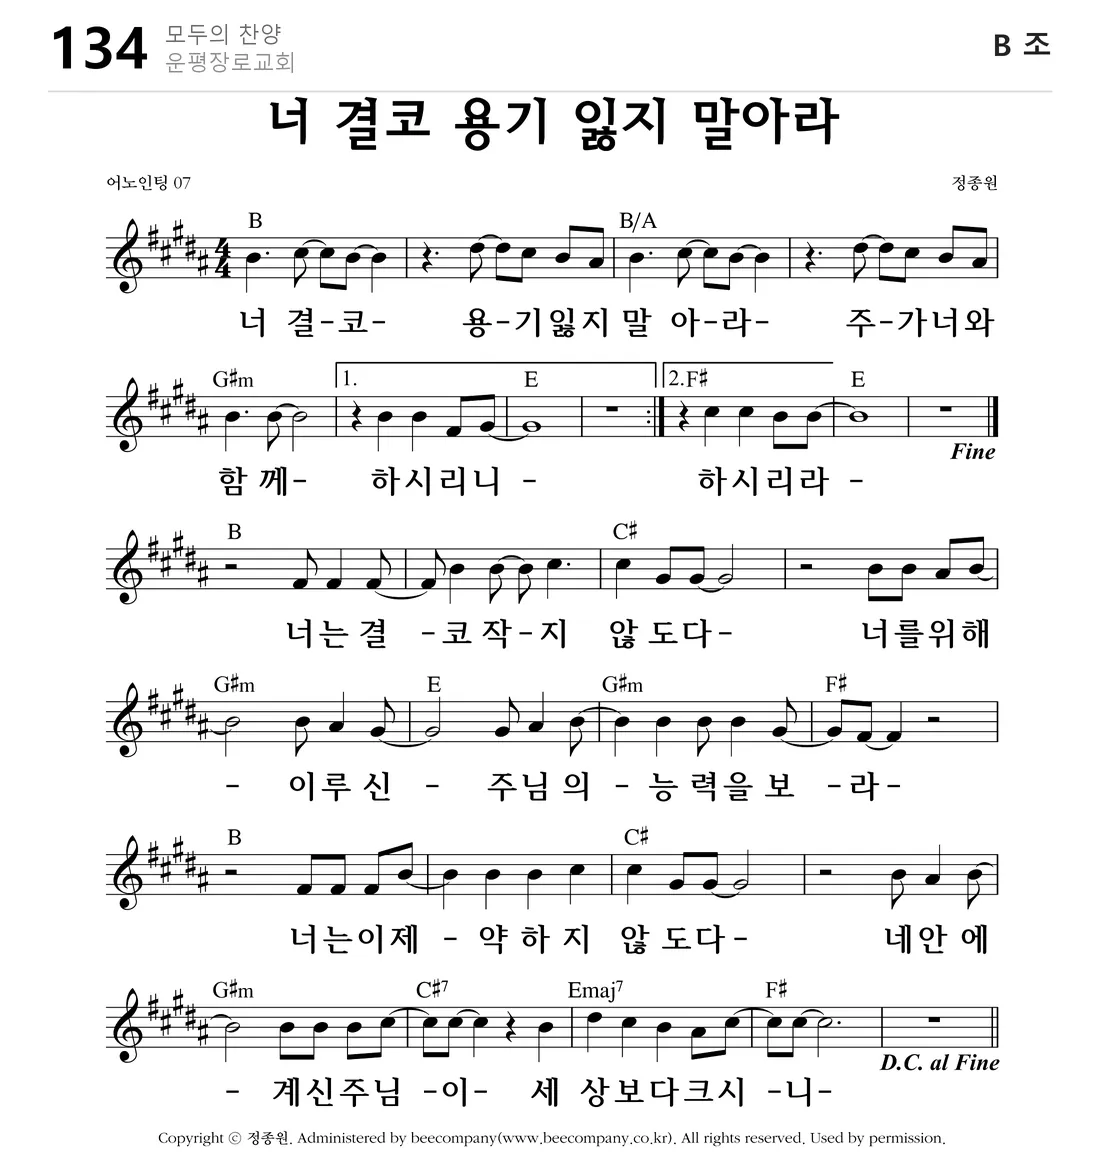 134 모두의 찬양
운평장로교회
B 조
너 결코 용기 잃지 말아라
어노인팅 07 정종원
B B/A
너 결-코- 용-기잃지 말 아-라- 주-가너와
G#m 1. E 2. F# E
Fine
함 께- 하시리니 - 하시리라 -
B C#
너는 결 -코 작-지 않 도다- 너를위해
G#m E G#m F#
- 이루 신 - 주님 의 - 능 력을 보 -라-
B C#
너는이제 - 약 하 지 않 도다- 네안 에
G#m C#7 Emaj7 F#
D.C. al Fine
- 계신주님 -이- 세 상보다크시 -니-
Copyright ⓒ 정종원. Administered by beecompany(www.beecompany.co.kr). All rights reserved. Used by permission.